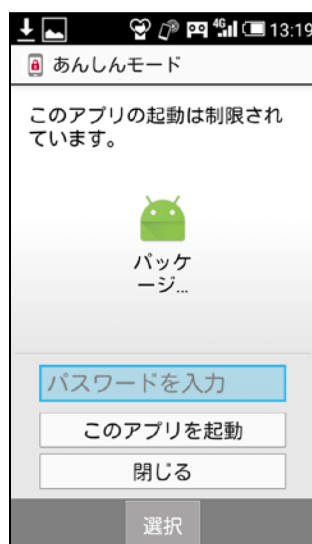 4G 13:19
あんしんモード
このアプリの起動は制限され
ています。
パッケ
ージ...
パスワードを入力
このアプリを起動
閉じる
選択